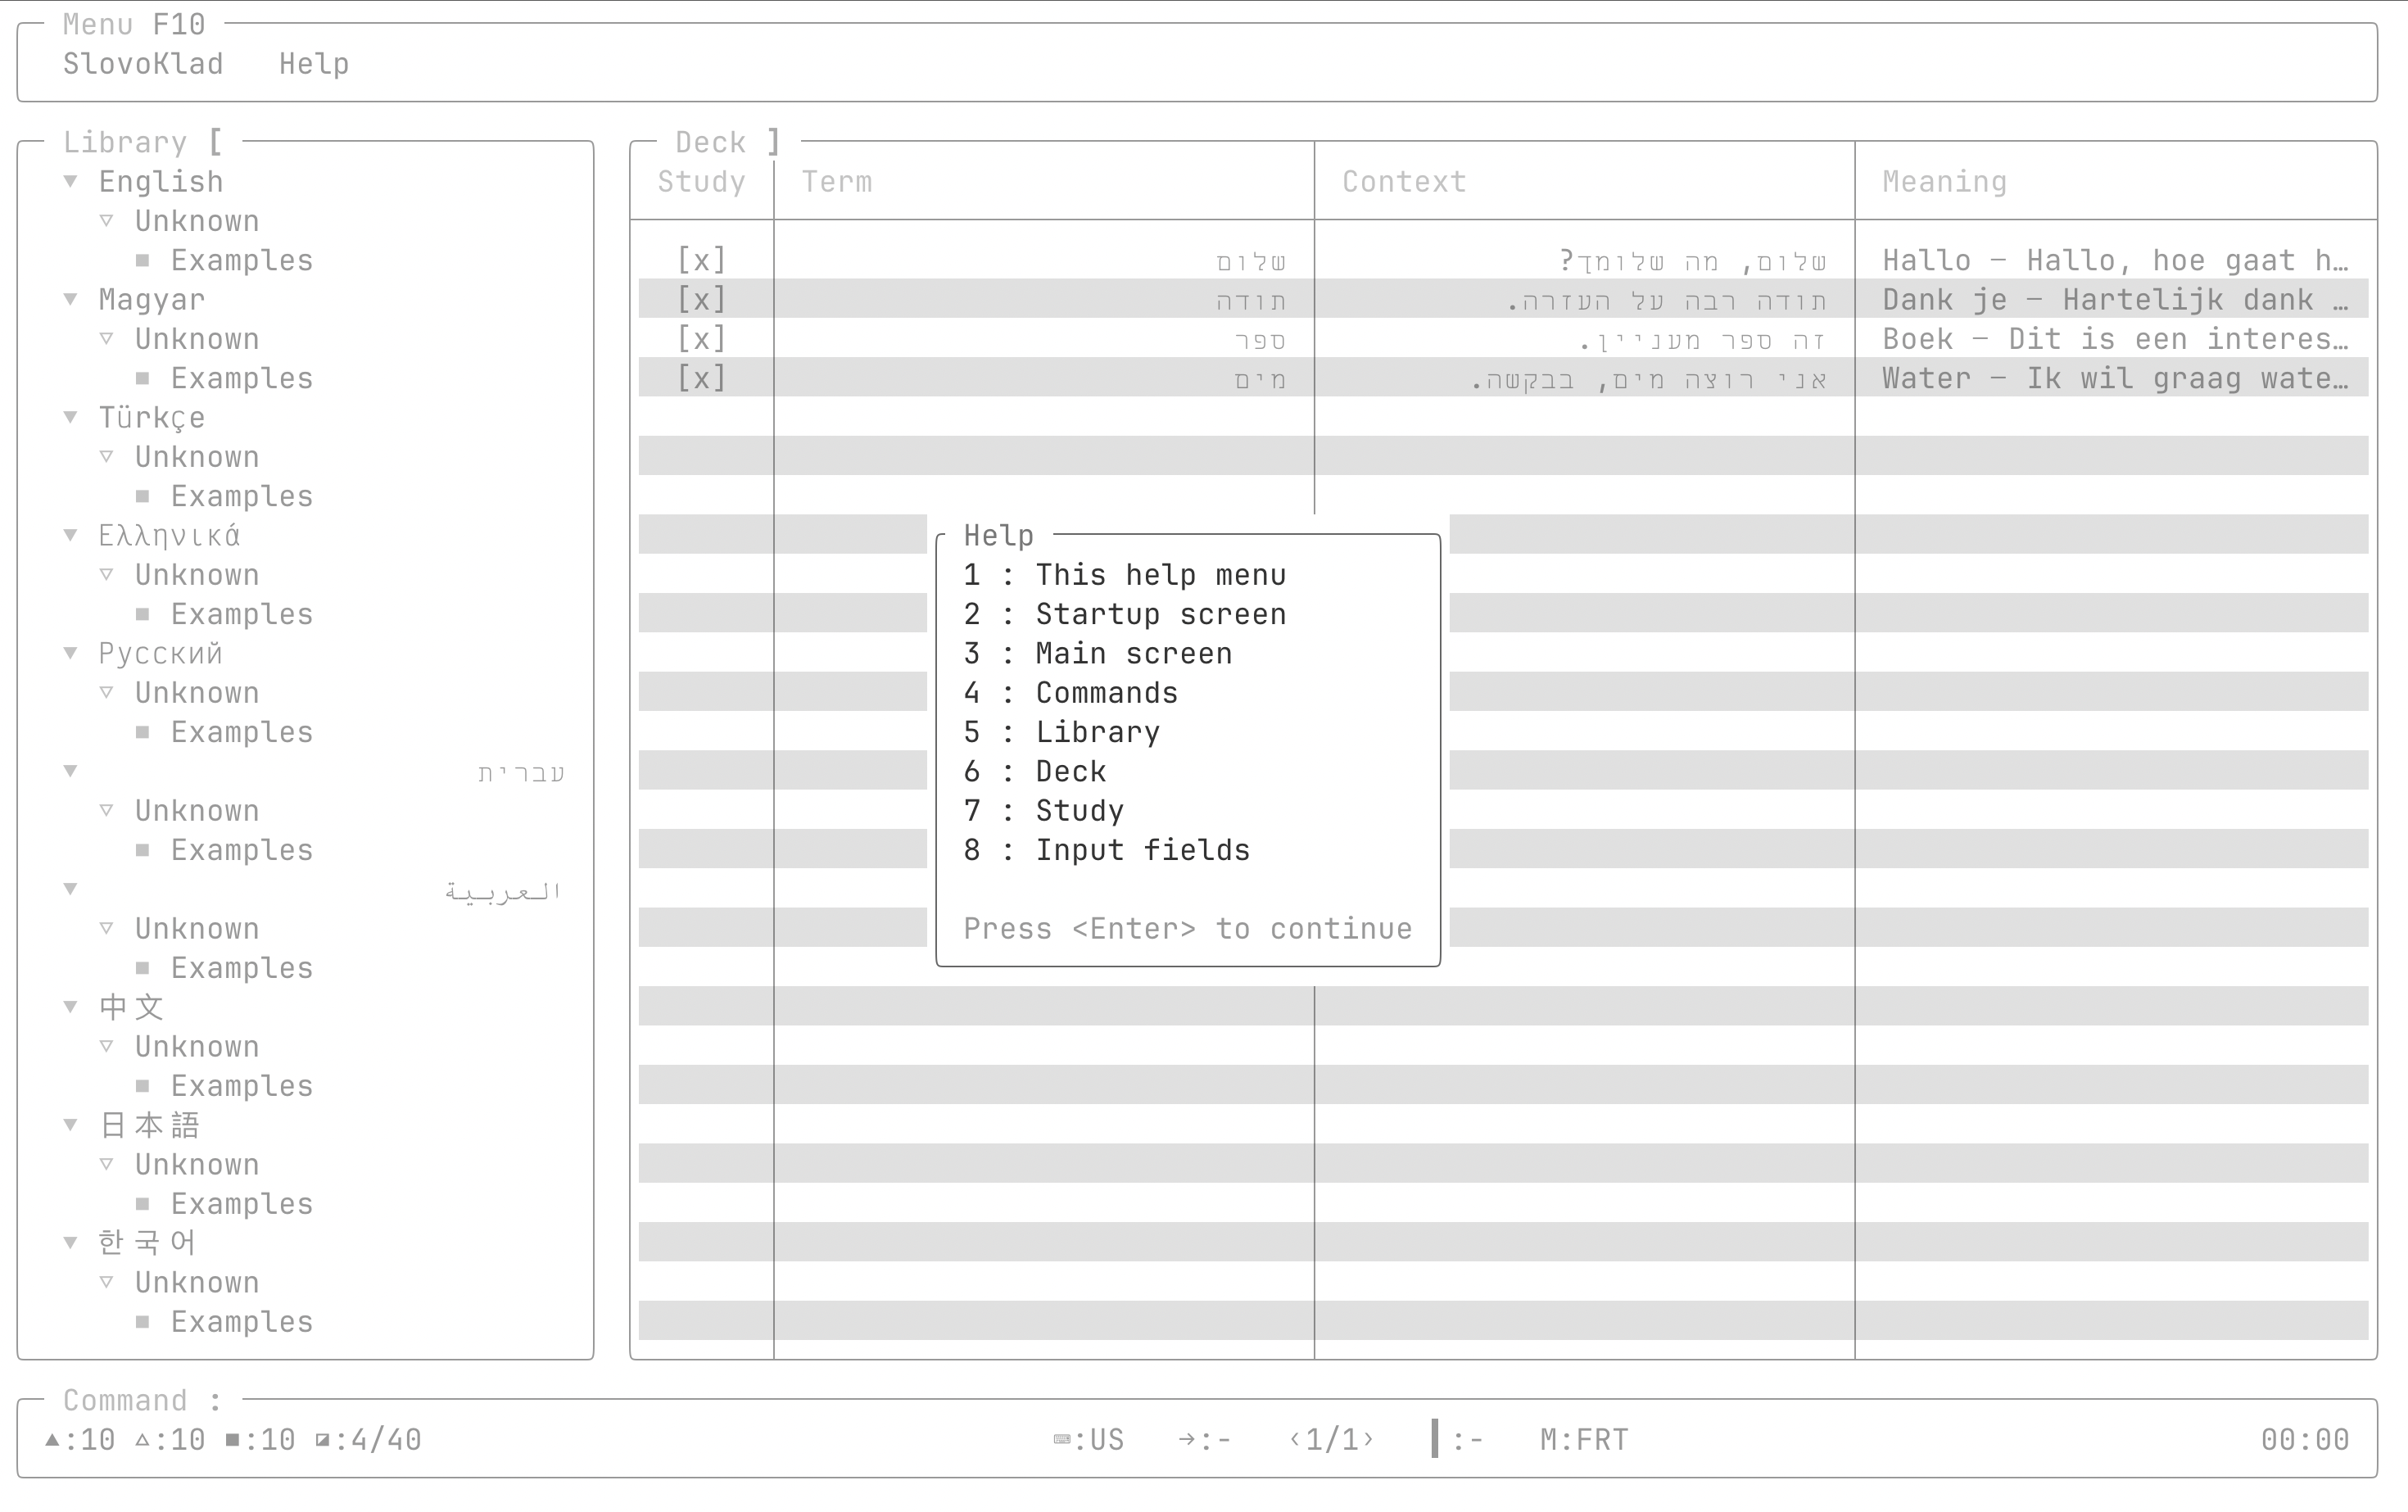 Menu F10
SlovoKlad Help
Library [
▼ English
▽ Unknown
■ Examples
▼ Magyar
▽ Unknown
■ Examples
▼ Türkçe
▽ Unknown
■ Examples
▼ Ελληνικά
▽ Unknown
■ Examples
▼ Русский
▽ Unknown
■ Examples
▼ עברית
▽ Unknown
■ Examples
▼ العربية
▽ Unknown
■ Examples
▼ 中文
▽ Unknown
■ Examples
▼ 日本語
▽ Unknown
■ Examples
▼ 한국어
▽ Unknown
■ Examples
Deck ]
Study Term Context Meaning
[x] שלום שלום, מה שלומך? Hallo — Hallo, hoe gaat h…
[x] תודה תודה רבה על העזרה. Dank je — Hartelijk dank …
[x] ספר זה ספר מעניין. Boek — Dit is een interes…
[x] מים אני רוצה מים, בבקשה. Water — Ik wil graag wate…
Help
1 : This help menu
2 : Startup screen
3 : Main screen
4 : Commands
5 : Library
6 : Deck
7 : Study
8 : Input fields
Press <Enter> to continue
Command :
▲:10 △:10 ■:10 ◪:4/40 ⌨:US →:- ‹1/1› ┃:- M:FRT 00:00